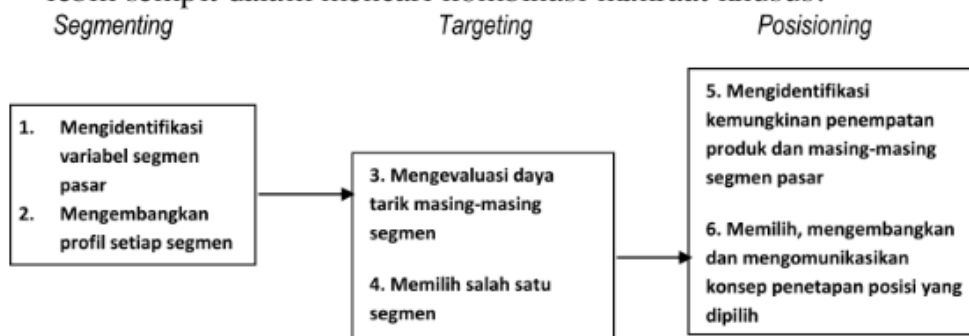 Segmenting
Targeting
Posisioning
1. Mengidentifikasi
variabel segmen
pasar
2. Mengembangkan
profil setiap segmen
3. Mengevaluasi daya
tarik masing-masing
segmen
4. Memilih salah satu
segmen
5. Mengidentifikasi
kemungkinan penempatan
produk dan masing-masing
segmen pasar
6. Memilih, mengembangkan
dan mengomunikasikan
konsep penetapan posisi yang
dipilih